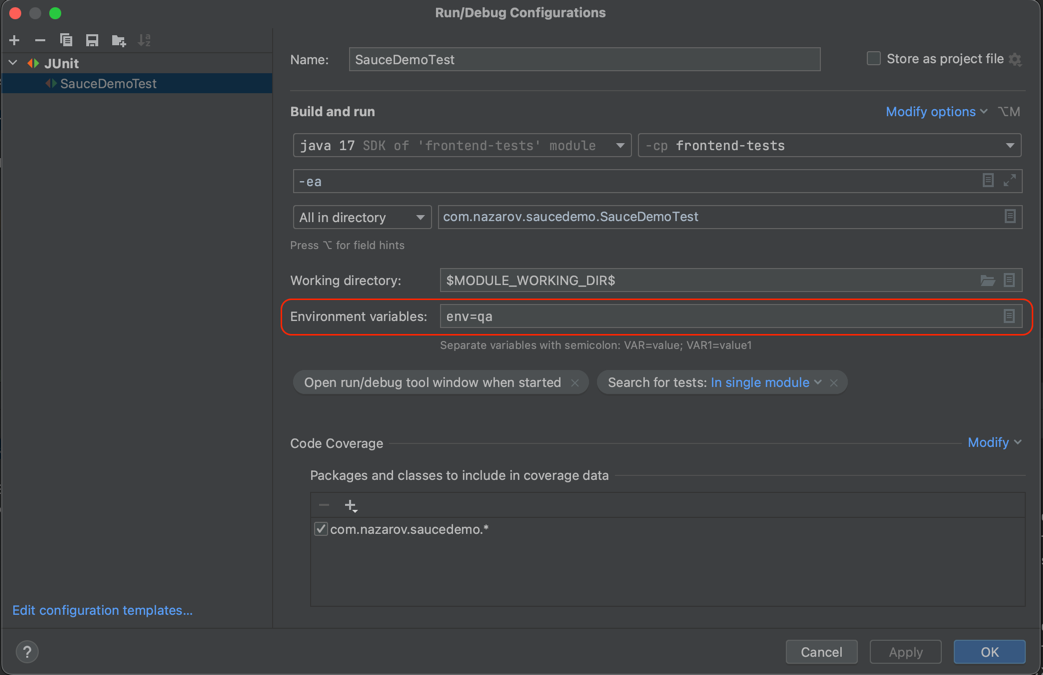 Run/Debug Configurations
JUnit
SauceDemoTest
Edit configuration templates...
Name: SauceDemoTest Store as project file
Build and run Modify options ⌥M
java 17 SDK of 'frontend-tests' module -cp frontend-tests
-ea
All in directory com.nazarov.saucedemo.SauceDemoTest
Press ⌥ for field hints
Working directory: $MODULE_WORKING_DIR$
Environment variables: env=qa
Separate variables with semicolon: VAR=value; VAR1=value1
Open run/debug tool window when started × Search for tests: In single module ×
Code Coverage Modify
Packages and classes to include in coverage data
com.nazarov.saucedemo.*
? Cancel Apply OK